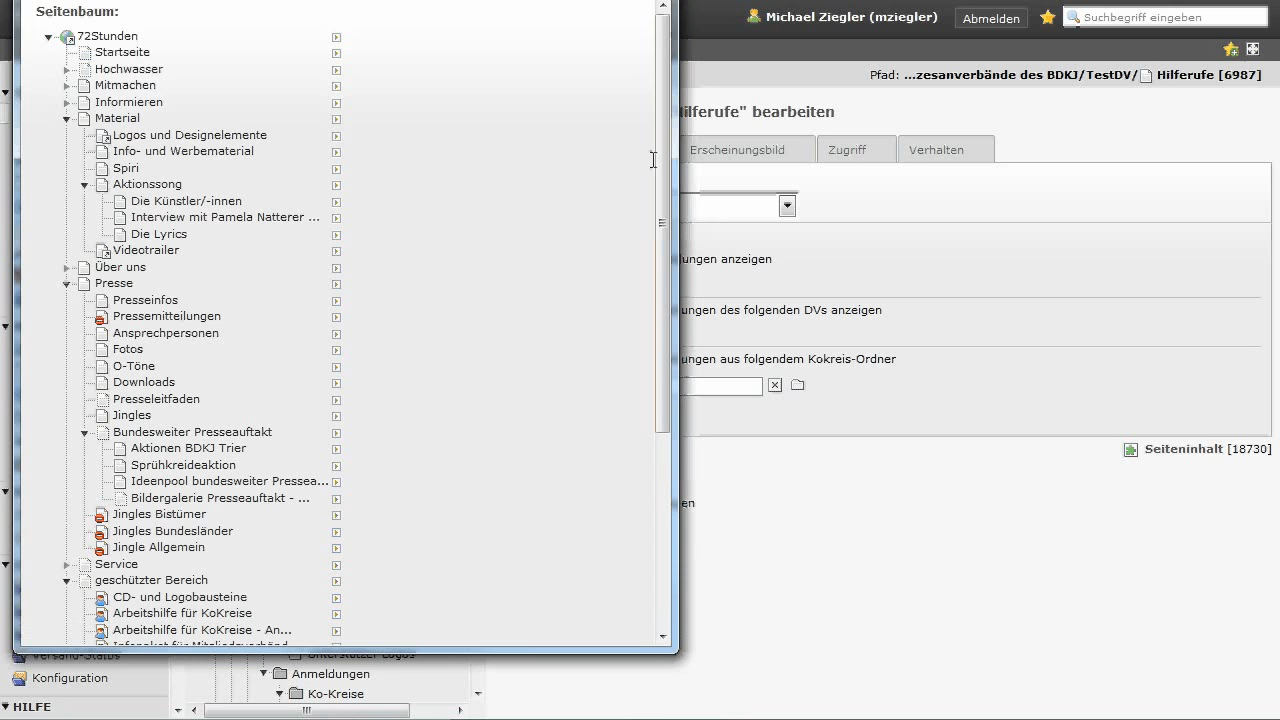 Seitenbaum:
72Stunden
Startseite
Hochwasser
Mitmachen
Informieren
Material
Logos und Designelemente
Info- und Werbematerial
Spiri
Aktionssong
Die Künstler/-innen
Interview mit Pamela Natterer ...
Die Lyrics
Videotrailer
Über uns
Presse
Presseinfos
Pressemitteilungen
Ansprechpersonen
Fotos
O-Töne
Downloads
Presseleitfaden
Jingles
Bundesweiter Presseauftakt
Aktionen BDKJ Trier
Sprühkreideaktion
Ideenpool bundesweiter Pressea...
Bildergalerie Presseauftakt - ...
Jingles Bistümer
Jingles Bundesländer
Jingle Allgemein
Service
geschützter Bereich
CD- und Logobausteine
Arbeitshilfe für KoKreise
Arbeitshilfe für KoKreise - An...
Michael Ziegler (mziegler)
Abmelden
Suchbegriff eingeben
Pfad: ...zesanverbände des BDKJ/TestDV/ Hilferufe [6987]
ilferufe" bearbeiten
Erscheinungsbild
Zugriff
Verhalten
ungen anzeigen
ungen des folgenden DVs anzeigen
ungen aus folgendem Kokreis-Ordner
Seiteninhalt [18730]
en
Versand-Status
Konfiguration
HILFE
Unterstützer Logos
Anmeldungen
Ko-Kreise